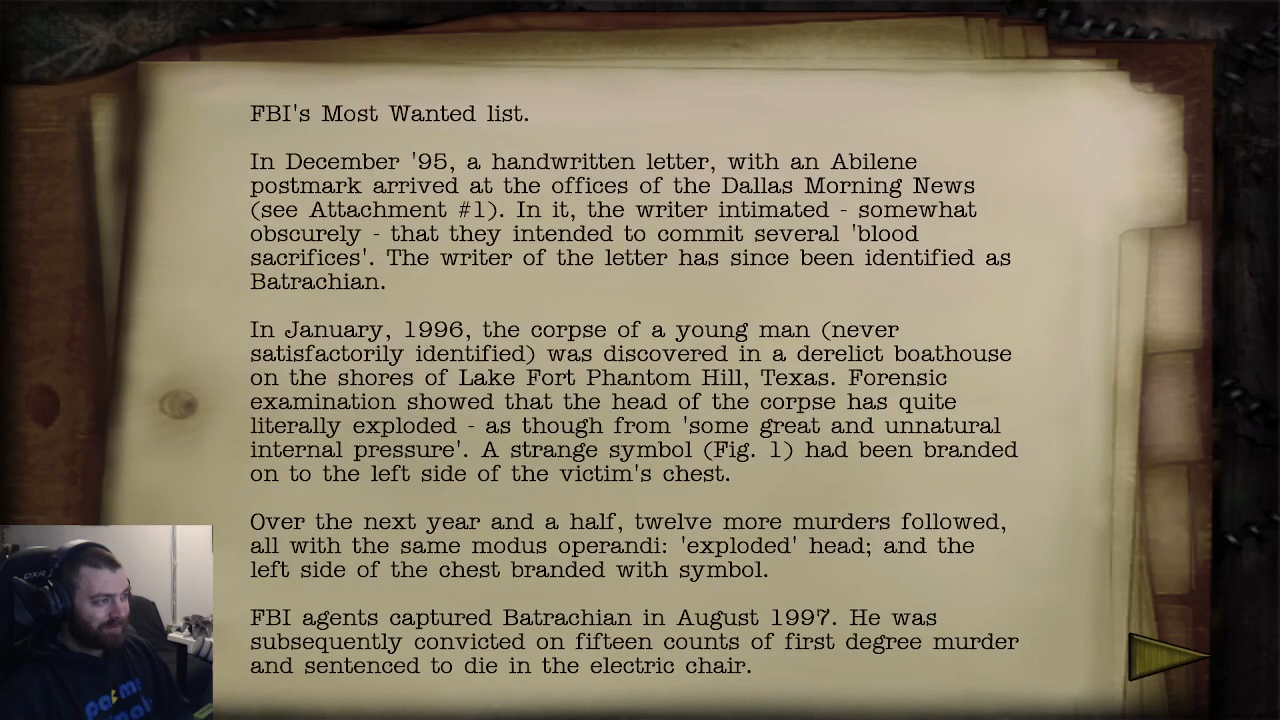 FBI's Most Wanted list.
In December '95, a handwritten letter, with an Abilene
postmark arrived at the offices of the Dallas Morning News
(see Attachment #1). In it, the writer intimated - somewhat
obscurely - that they intended to commit several 'blood
sacrifices'. The writer of the letter has since been identified as
Batrachian.
In January, 1996, the corpse of a young man (never
satisfactorily identified) was discovered in a derelict boathouse
on the shores of Lake Fort Phantom Hill, Texas. Forensic
examination showed that the head of the corpse has quite
literally exploded - as though from 'some great and unnatural
internal pressure'. A strange symbol (Fig. 1) had been branded
on to the left side of the victim's chest.
Over the next year and a half, twelve more murders followed,
all with the same modus operandi: 'exploded' head; and the
left side of the chest branded with symbol.
FBI agents captured Batrachian in August 1997. He was
subsequently convicted on fifteen counts of first degree murder
and sentenced to die in the electric chair.